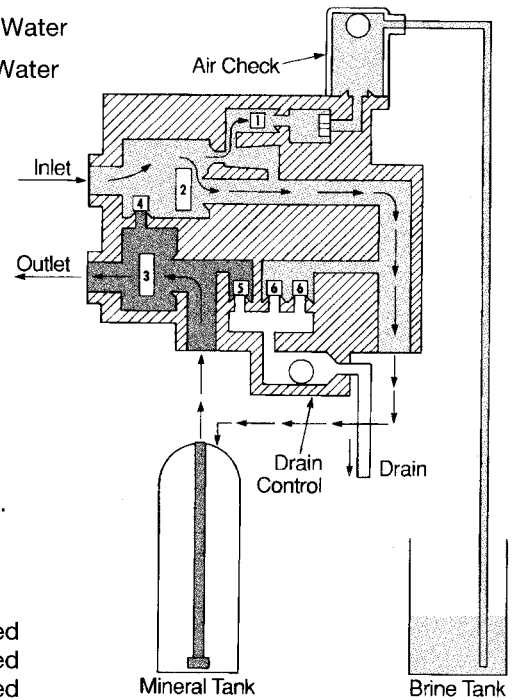 Water
Water
Air Check
1
Inlet
2
4
Outlet
3
5 6 6
Drain
Control
Drain
.
ed
ed
ed
Mineral Tank
Brine Tank